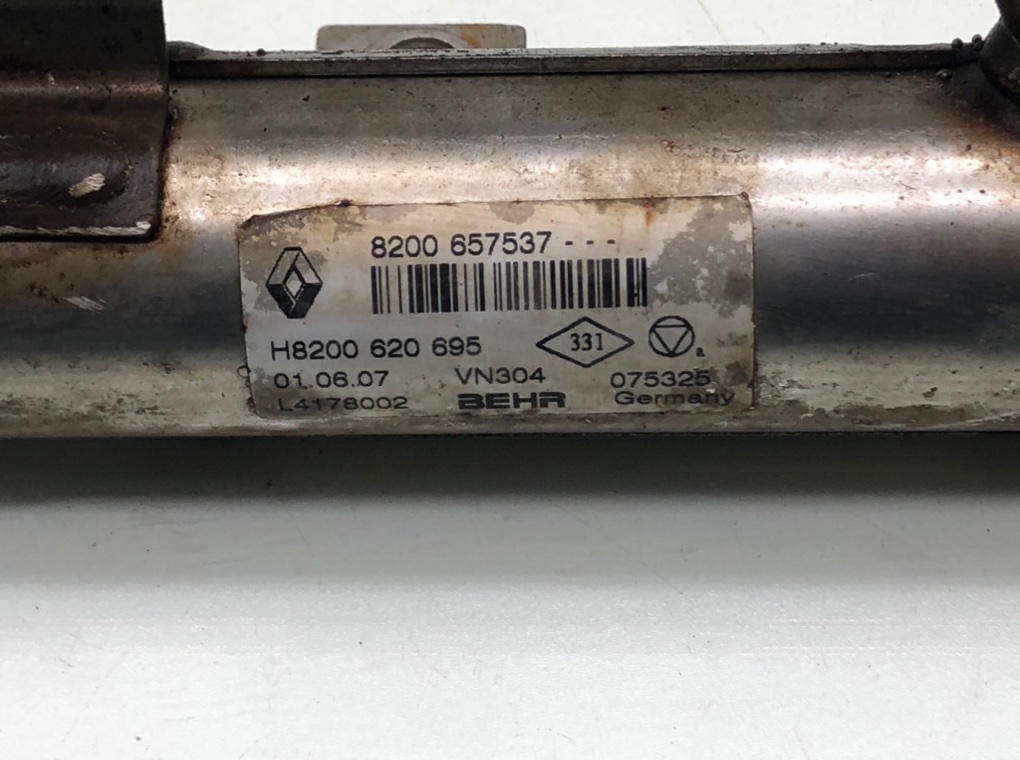 8200 657537 - - -
H8200 620 695 331 R
01.06.07 VN304 075325
L4178002 BEHR Germany